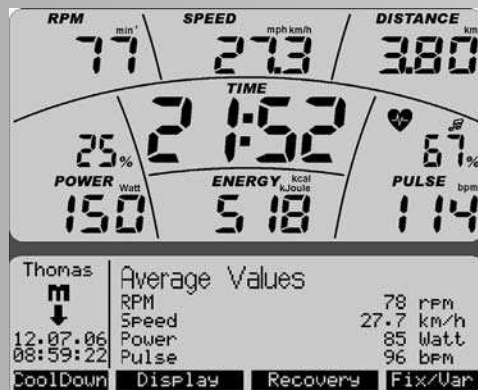 RPM SPEED DISTANCE
min⁻ mph km/h km
77 27.3 3.80
TIME
25% 21:52 67%
POWER Watt ENERGY kcal kJoule PULSE bpm
150 518 114
Thomas Average Values
m RPM 78 rpm
Speed 27.7 km/h
12.07.06 Power 85 Watt
08:59:22 Pulse 96 bpm
CoolDown Display Recovery Fix/Var